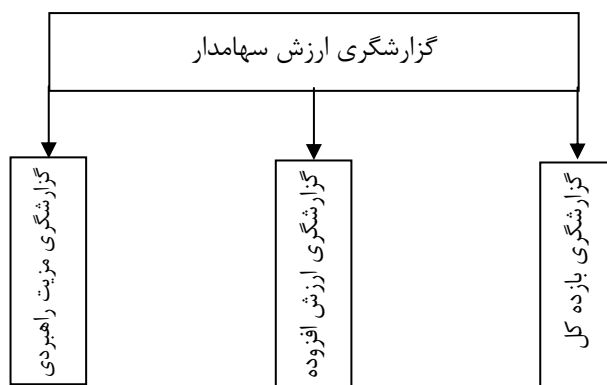 گزارشگری ارزش سهامدار
گزارشگری بازده کل
گزارشگری ارزش افزوده
گزارشگری مزیت راهبردی